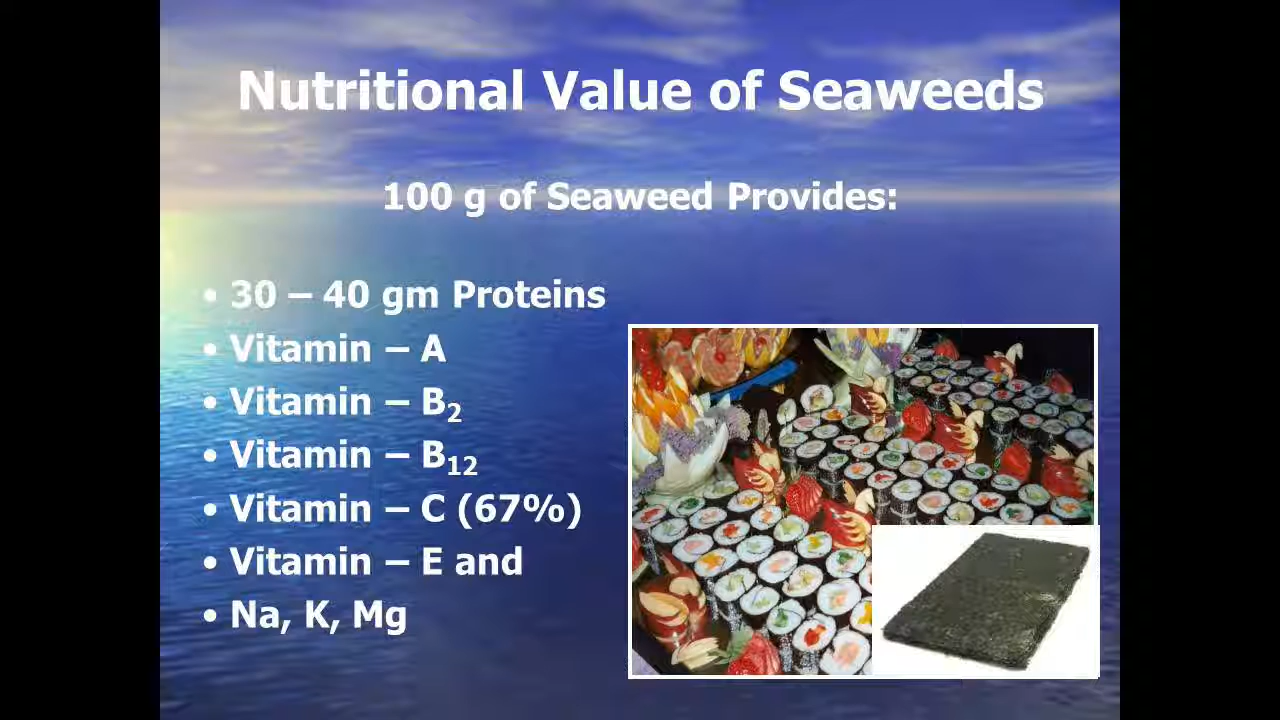 Nutritional Value of Seaweeds
100 g of Seaweed Provides:
• 30 – 40 gm Proteins
• Vitamin – A
• Vitamin – B₂
• Vitamin – B₁₂
• Vitamin – C (67%)
• Vitamin – E and
• Na, K, Mg